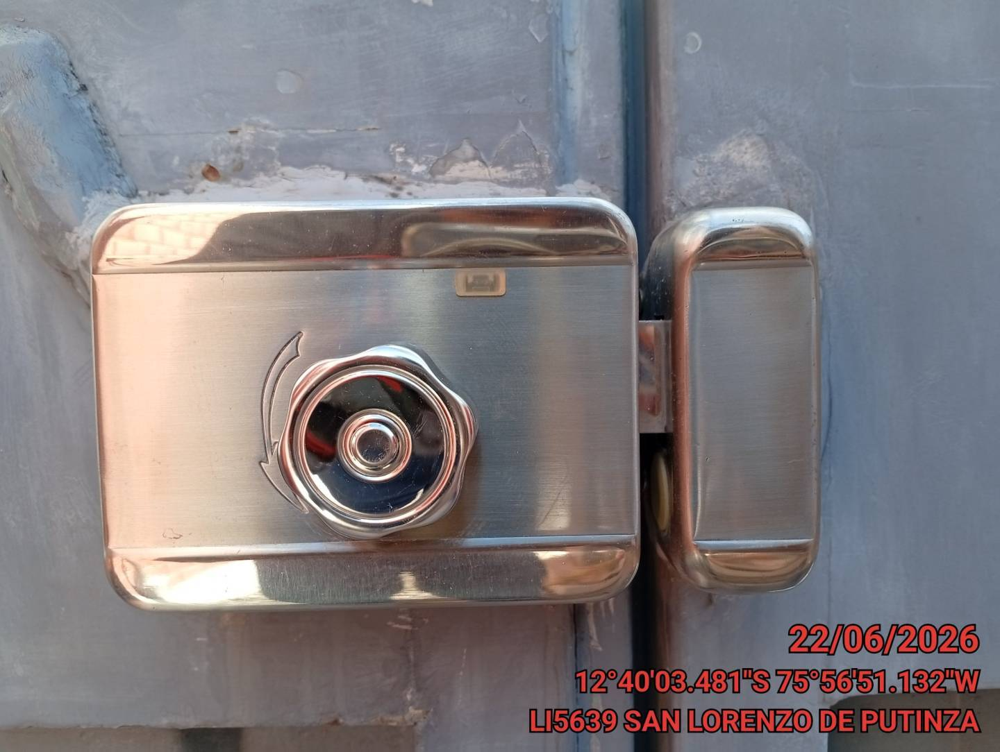 22/06/2026
12°40'03.481"S 75°56'51.132"W
LI5639 SAN LORENZO DE PUTINZA